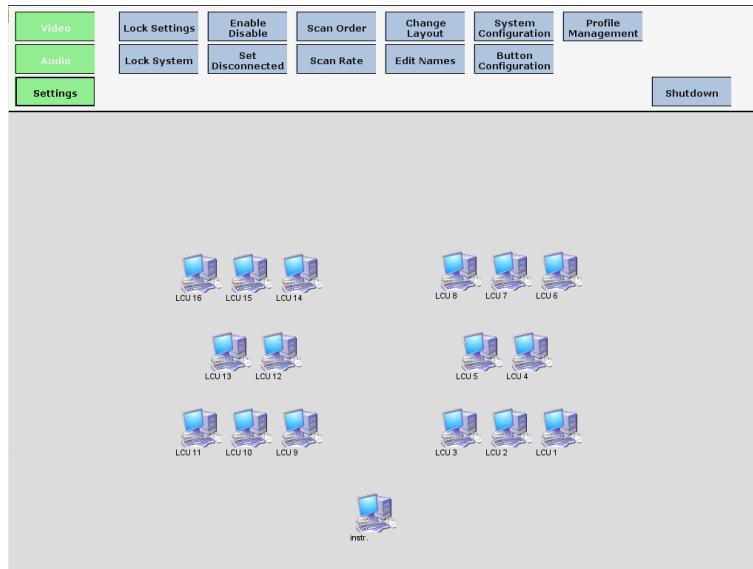 Video
Lock Settings
Enable
Disable
Scan Order
Change
Layout
System
Configuration
Profile
Management
Audio
Lock System
Set
Disconnected
Scan Rate
Edit Names
Button
Configuration
Settings
Shutdown
LCU 16
LCU 15
LCU 14
LCU 8
LCU 7
LCU 6
LCU 13
LCU 12
LCU 5
LCU 4
LCU 11
LCU 10
LCU 9
LCU 3
LCU 2
LCU 1
instr.